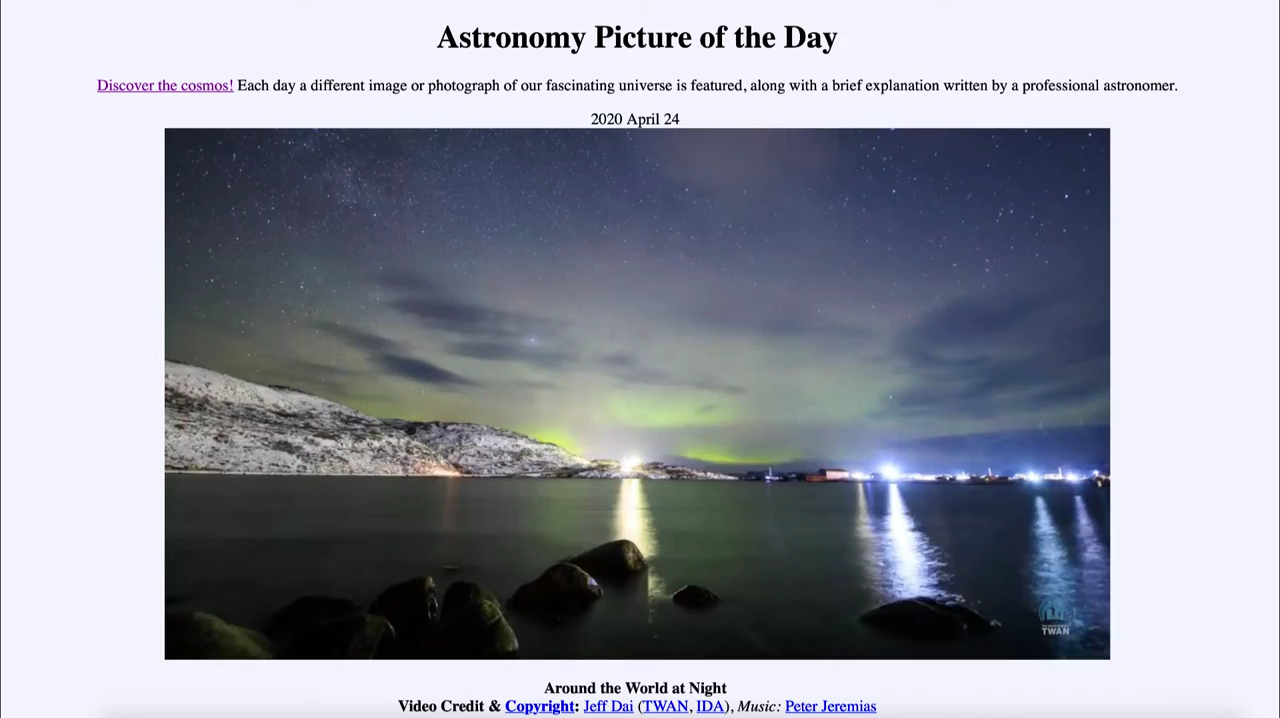 Astronomy Picture of the Day
Discover the cosmos! Each day a different image or photograph of our fascinating universe is featured, along with a brief explanation written by a professional astronomer.
2020 April 24
TWAN
Around the World at Night
Video Credit & Copyright: Jeff Dai (TWAN, IDA), Music: Peter Jeremias